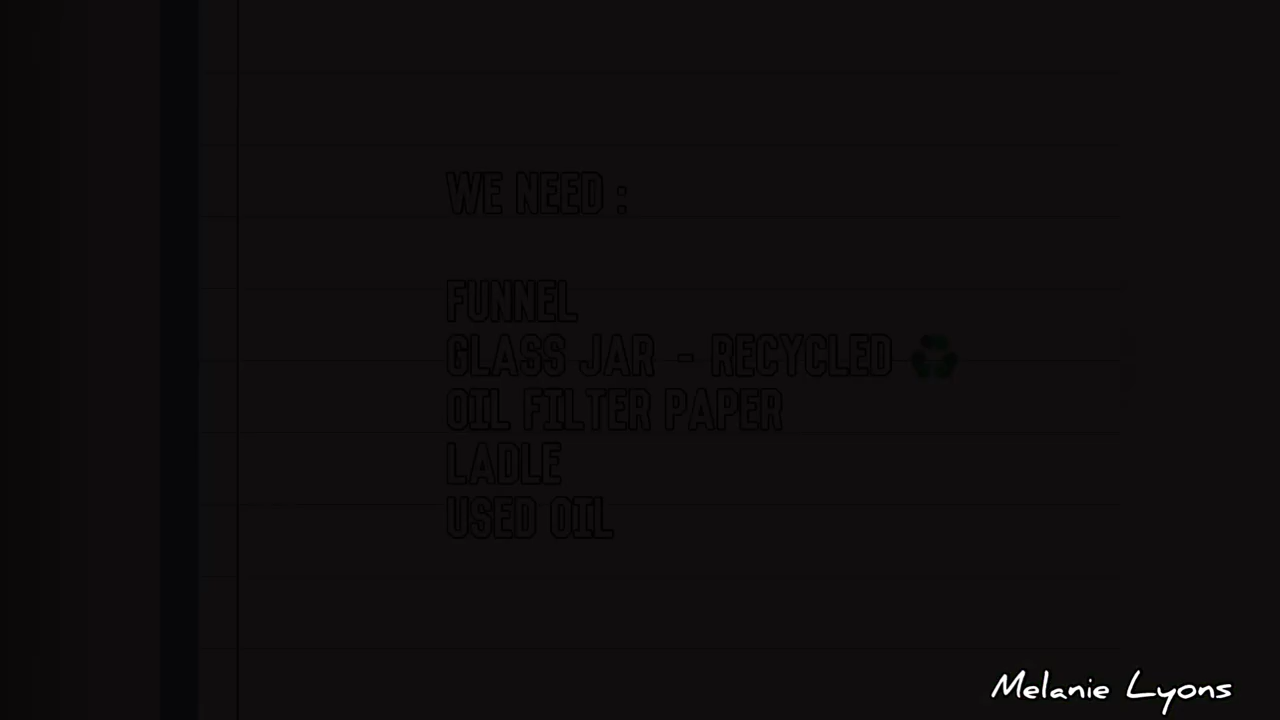 WE NEED :
FUNNEL
GLASS JAR - RECYCLED ♻
OIL FILTER PAPER
LADLE
USED OIL
Melanie Lyons